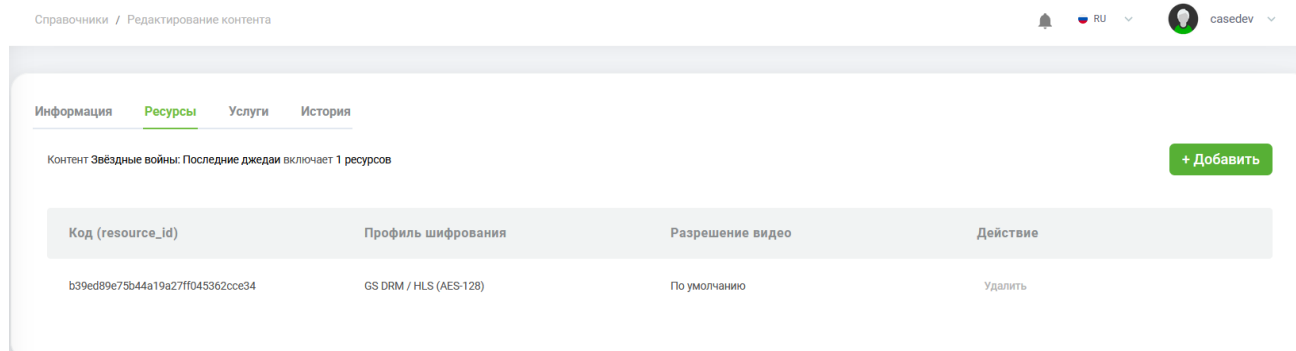 Справочники / Редактирование контента
RU
casedev
Информация Ресурсы Услуги История
Контент Звёздные войны: Последние джедаи включает 1 ресурсов
+ Добавить
Код (resource_id) Профиль шифрования Разрешение видео Действие
b39ed89e75b44a19a27ff045362cce34 GS DRM / HLS (AES-128) По умолчанию Удалить